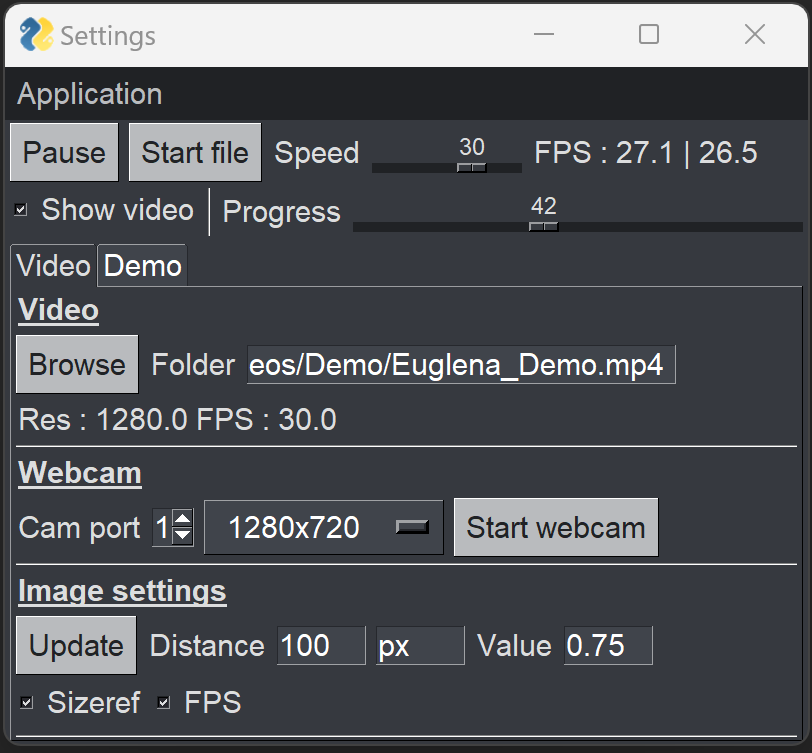 Settings
Application
Pause Start file Speed 30 FPS : 27.1 | 26.5
Show video Progress 42
Video Demo
Video
Browse Folder eos/Demo/Euglena_Demo.mp4
Res : 1280.0 FPS : 30.0
Webcam
Cam port 1 1280x720 Start webcam
Image settings
Update Distance 100 px Value 0.75
Sizeref FPS